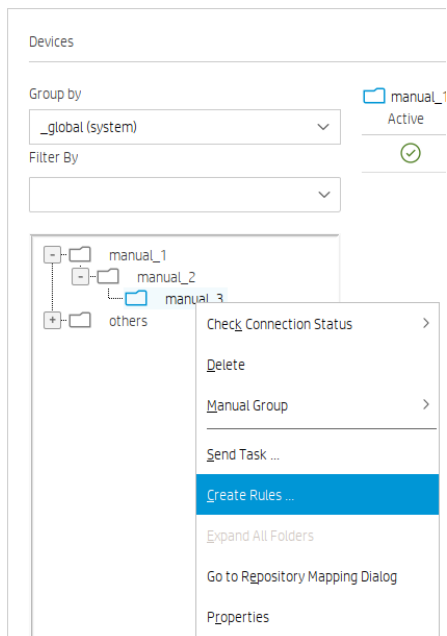 Devices
Group by
_global (system)
Filter By
manual_1
Active
manual_1
manual_2
manual_3
others
Check Connection Status
Delete
Manual Group
Send Task ...
Create Rules ...
Expand All Folders
Go to Repository Mapping Dialog
Properties